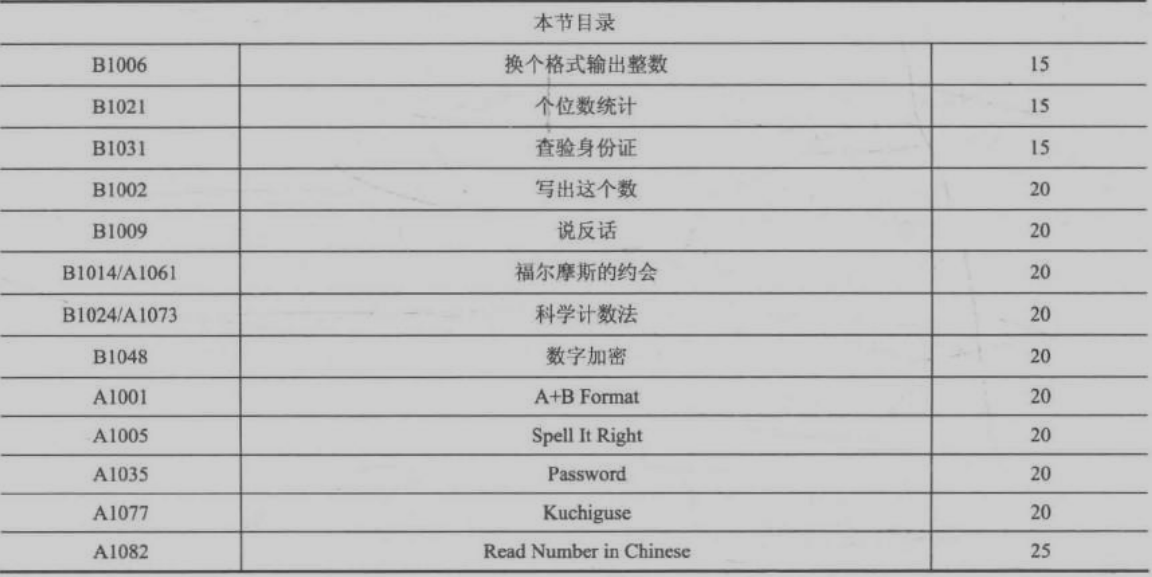 本节目录
B1006 换个格式输出整数 15
B1021 个位数统计 15
B1031 查验身份证 15
B1002 写出这个数 20
B1009 说反话 20
B1014/A1061 福尔摩斯的约会 20
B1024/A1073 科学计数法 20
B1048 数字加密 20
A1001 A+B Format 20
A1005 Spell It Right 20
A1035 Password 20
A1077 Kuchiguse 20
A1082 Read Number in Chinese 25